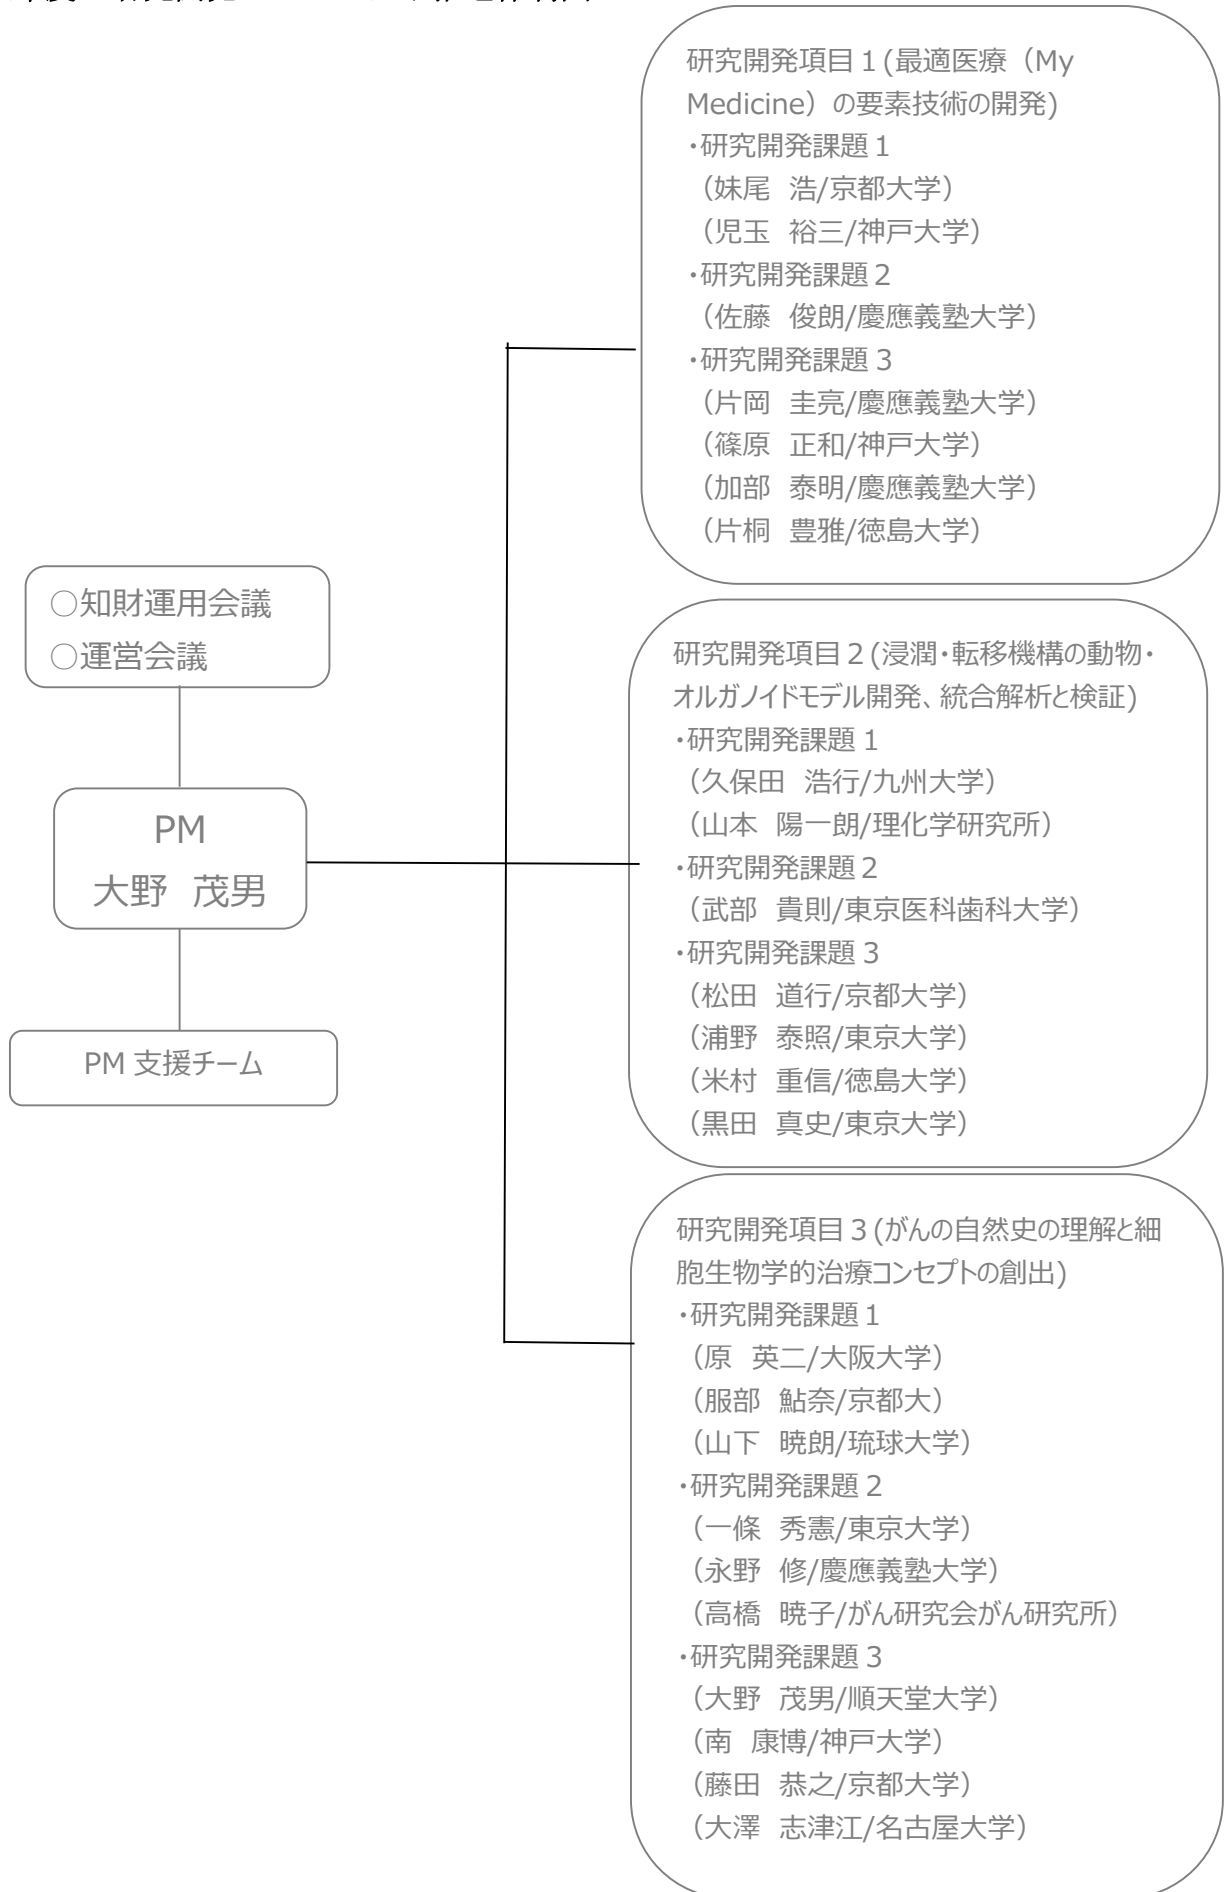 ○知財運用会議
○運営会議
PM
大野 茂男
PM 支援チーム
研究開発項目1(最適医療（My
Medicine）の要素技術の開発)
・研究開発課題1
（妹尾 浩/京都大学）
（児玉 裕三/神戸大学）
・研究開発課題2
（佐藤 俊朗/慶應義塾大学）
・研究開発課題3
（片岡 圭亮/慶應義塾大学）
（篠原 正和/神戸大学）
（加部 泰明/慶應義塾大学）
（片桐 豊雅/徳島大学）
研究開発項目2(浸潤・転移機構の動物・
オルガノイドモデル開発、統合解析と検証)
・研究開発課題1
（久保田 浩行/九州大学）
（山本 陽一朗/理化学研究所）
・研究開発課題2
（武部 貴則/東京医科歯科大学）
・研究開発課題3
（松田 道行/京都大学）
（浦野 泰照/東京大学）
（米村 重信/徳島大学）
（黒田 真史/東京大学）
研究開発項目3(がんの自然史の理解と細
胞生物学的治療コンセプトの創出)
・研究開発課題1
（原 英二/大阪大学）
（服部 鮎奈/京都大）
（山下 暁朗/琉球大学）
・研究開発課題2
（一條 秀憲/東京大学）
（永野 修/慶應義塾大学）
（高橋 暁子/がん研究会がん研究所）
・研究開発課題3
（大野 茂男/順天堂大学）
（南 康博/神戸大学）
（藤田 恭之/京都大学）
（大澤 志津江/名古屋大学）